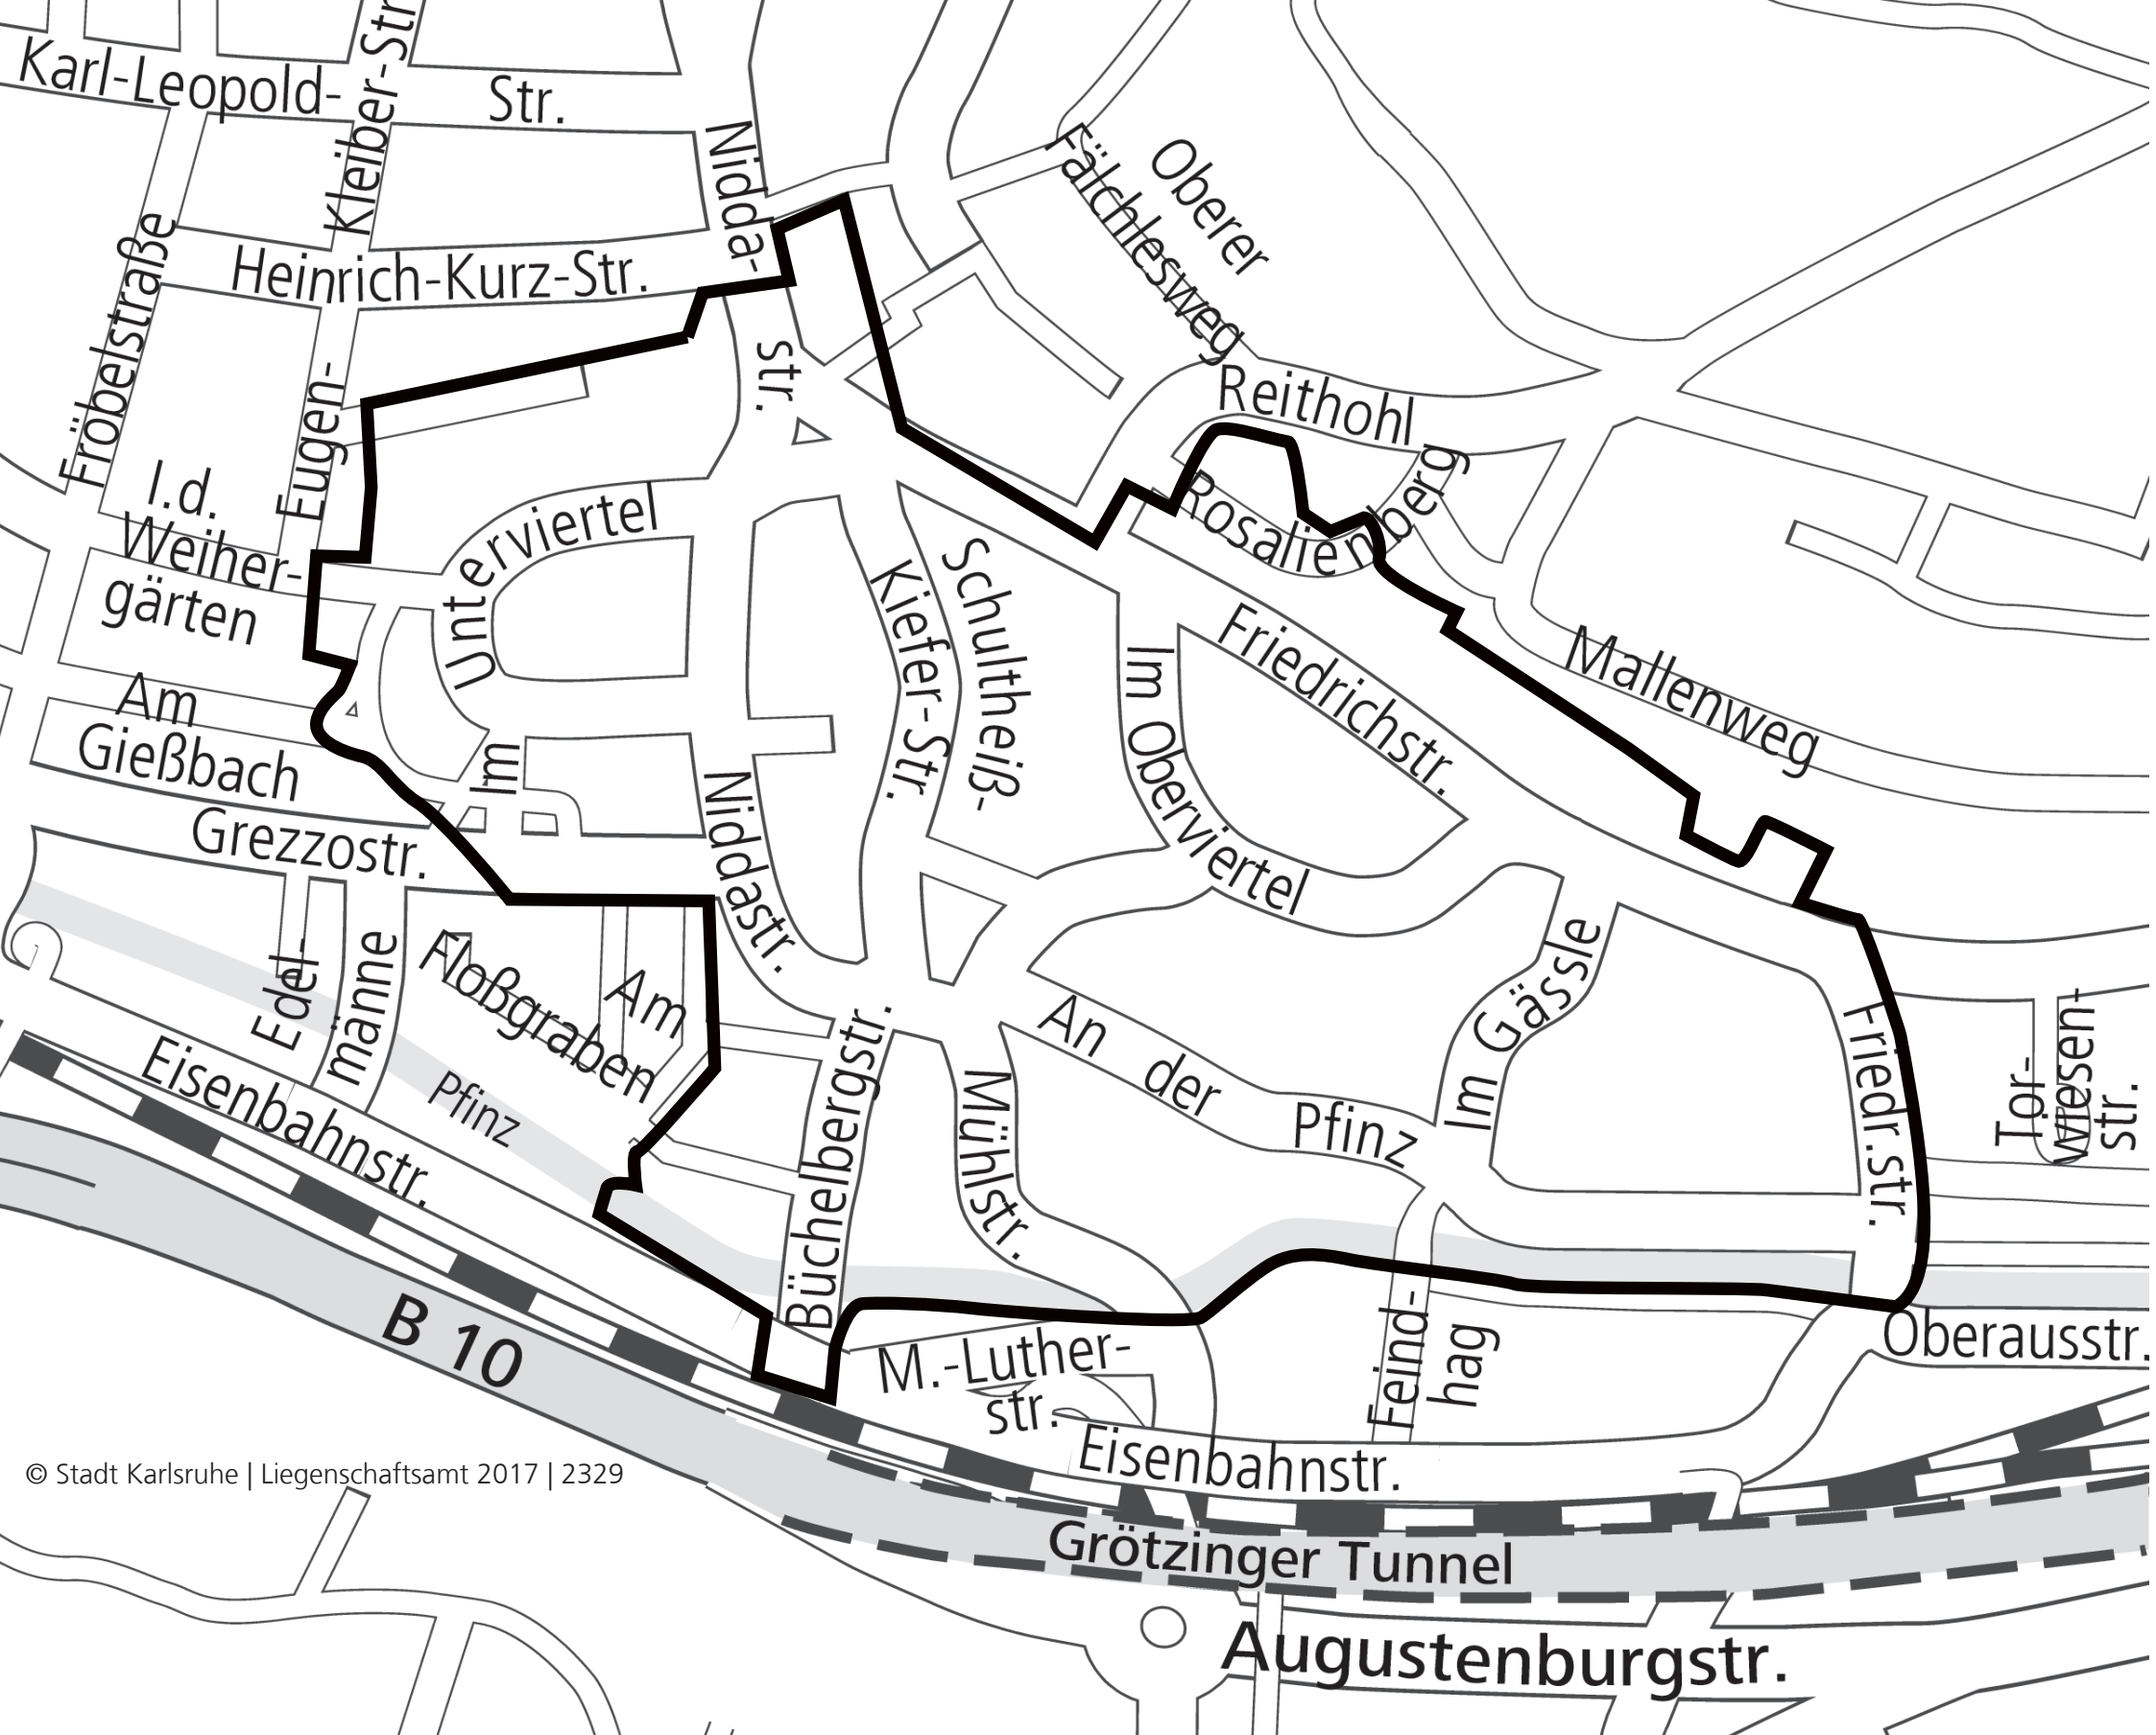 Karl-Leopold-
Str.
Kleiber-Str.
Eugen-
Nidda-
str.
Oberer
Fälchlesweg
Heinrich-Kurz-Str.
Fröbelstraße
Reithohl
Rosalienberg
I.d.
Weiher-
gärten
Unterviertel
Im
Schultheiß-
Kiefer-Str.
Im Oberviertel
Friedrichstr.
Mallenweg
Am
Gießbach
Grezzostr.
Niddastr.
Edel-
männe
Am
Floßgraben
Im Gässle
An der Pfinz
Friedr.str.
Tor-
wiesen-
str.
Eisenbahnstr.
Pfinz
Büchelbergstr.
Mühlstr.
B 10
M.-Luther-
str.
Feind-
hag
Oberausstr.
Eisenbahnstr.
© Stadt Karlsruhe | Liegenschaftsamt 2017 | 2329
Grötzinger Tunnel
Augustenburgstr.